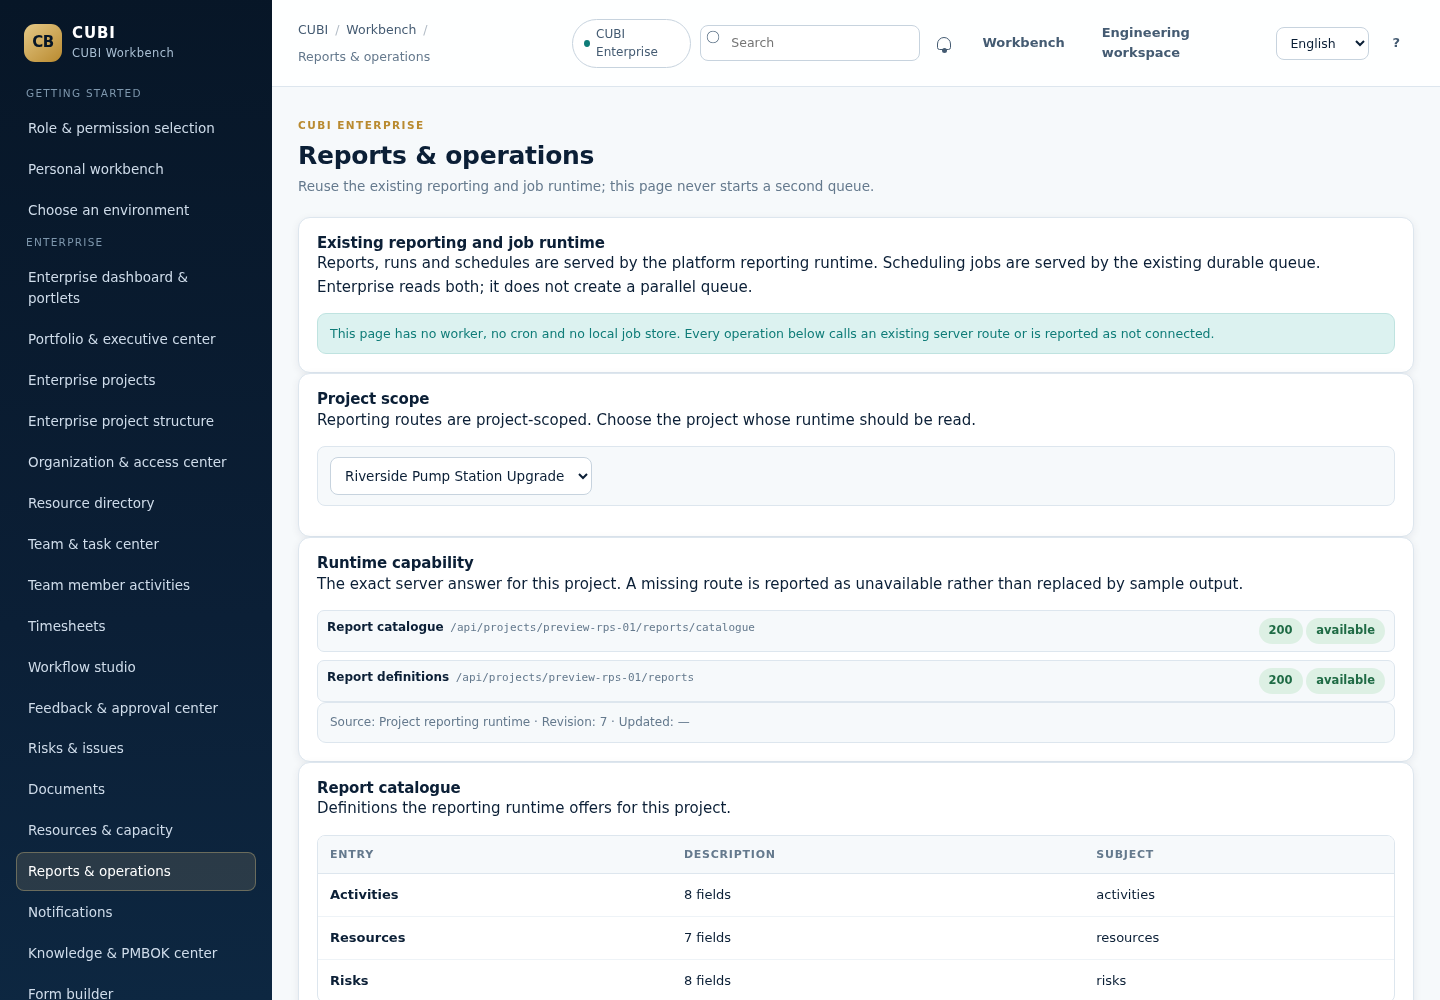 CB
CUBI
CUBI Workbench
GETTING STARTED
Role & permission selection
Personal workbench
Choose an environment
ENTERPRISE
Enterprise dashboard &
portlets
Portfolio & executive center
Enterprise projects
Enterprise project structure
Organization & access center
Resource directory
Team & task center
Team member activities
Timesheets
Workflow studio
Feedback & approval center
Risks & issues
Documents
Resources & capacity
Reports & operations
Notifications
Knowledge & PMBOK center
Form builder
CUBI / Workbench /
Reports & operations
CUBI
Enterprise
Search
Workbench
Engineering
workspace
English
?
CUBI ENTERPRISE
Reports & operations
Reuse the existing reporting and job runtime; this page never starts a second queue.
Existing reporting and job runtime
Reports, runs and schedules are served by the platform reporting runtime. Scheduling jobs are served by the existing durable queue.
Enterprise reads both; it does not create a parallel queue.
This page has no worker, no cron and no local job store. Every operation below calls an existing server route or is reported as not connected.
Project scope
Reporting routes are project-scoped. Choose the project whose runtime should be read.
Riverside Pump Station Upgrade
Runtime capability
The exact server answer for this project. A missing route is reported as unavailable rather than replaced by sample output.
Report catalogue /api/projects/preview-rps-01/reports/catalogue 200 available
Report definitions /api/projects/preview-rps-01/reports 200 available
Source: Project reporting runtime · Revision: 7 · Updated: —
Report catalogue
Definitions the reporting runtime offers for this project.
ENTRY DESCRIPTION SUBJECT
Activities 8 fields activities
Resources 7 fields resources
Risks 8 fields risks